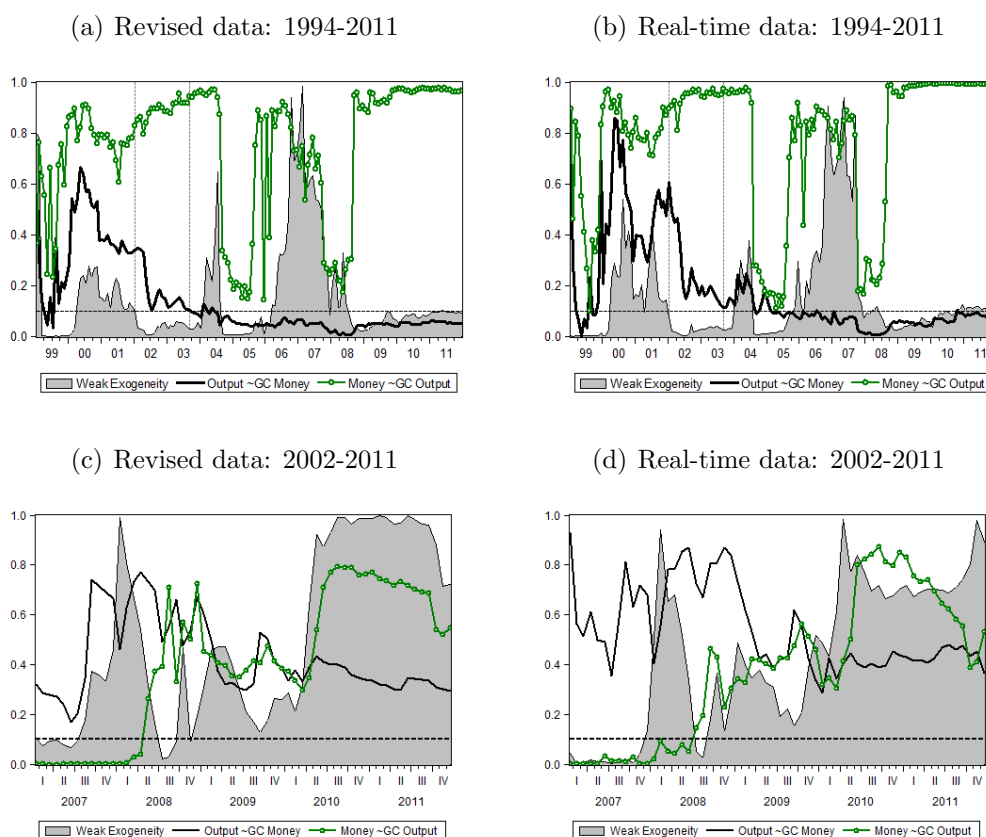 (a) Revised data: 1994-2011
(b) Real-time data: 1994-2011
1.0
0.8
0.6
0.4
0.2
0.0
99 00 01 02 03 04 05 06 07 08 09 10 11
Weak Exogeneity Output ~GC Money Money ~GC Output
1.0
0.8
0.6
0.4
0.2
0.0
99 00 01 02 03 04 05 06 07 08 09 10 11
Weak Exogeneity Output ~GC Money Money ~GC Output
(c) Revised data: 2002-2011
(d) Real-time data: 2002-2011
1.0
0.8
0.6
0.4
0.2
0.0
I II III IV I II III IV I II III IV I II III IV I II III IV
2007 2008 2009 2010 2011
Weak Exogeneity Output ~GC Money Money ~GC Output
1.0
0.8
0.6
0.4
0.2
0.0
I II III IV I II III IV I II III IV I II III IV I II III IV
2007 2008 2009 2010 2011
Weak Exogeneity Output ~GC Money Money ~GC Output